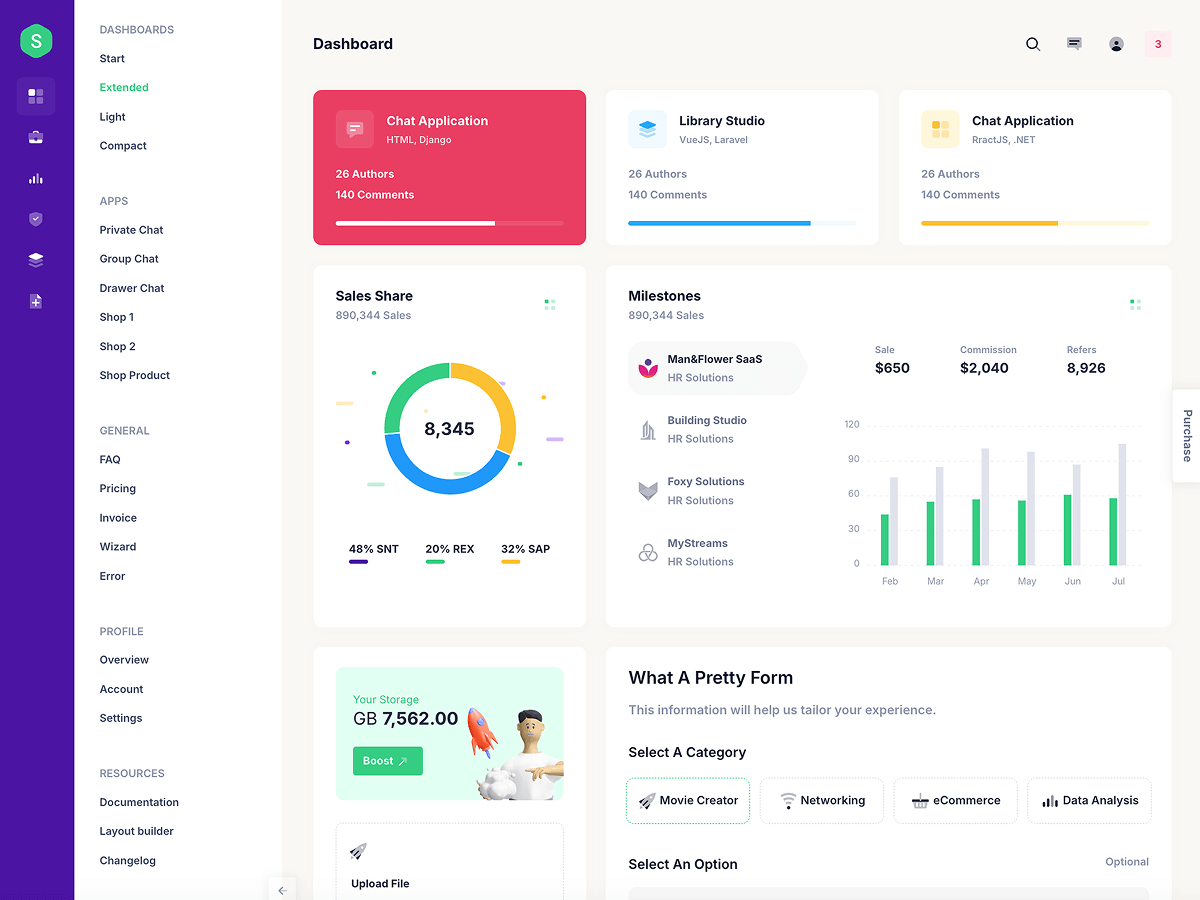 S
DASHBOARDS
Start
Extended
Light
Compact
APPS
Private Chat
Group Chat
Drawer Chat
Shop 1
Shop 2
Shop Product
GENERAL
FAQ
Pricing
Invoice
Wizard
Error
PROFILE
Overview
Account
Settings
RESOURCES
Documentation
Layout builder
Changelog
Dashboard
3
Chat Application
HTML, Django
26 Authors
140 Comments
Library Studio
VueJS, Laravel
26 Authors
140 Comments
Chat Application
RractJS, .NET
26 Authors
140 Comments
Sales Share
890,344 Sales
8,345
48% SNT
20% REX
32% SAP
Milestones
890,344 Sales
Man&Flower SaaS
HR Solutions
Building Studio
HR Solutions
Foxy Solutions
HR Solutions
MyStreams
HR Solutions
Sale
$650
Commission
$2,040
Refers
8,926
120
90
60
30
0
Feb Mar Apr May Jun Jul
Purchase
Your Storage
GB 7,562.00
Boost
Upload File
What A Pretty Form
This information will help us tailor your experience.
Select A Category
Movie Creator
Networking
eCommerce
Data Analysis
Select An Option
Optional